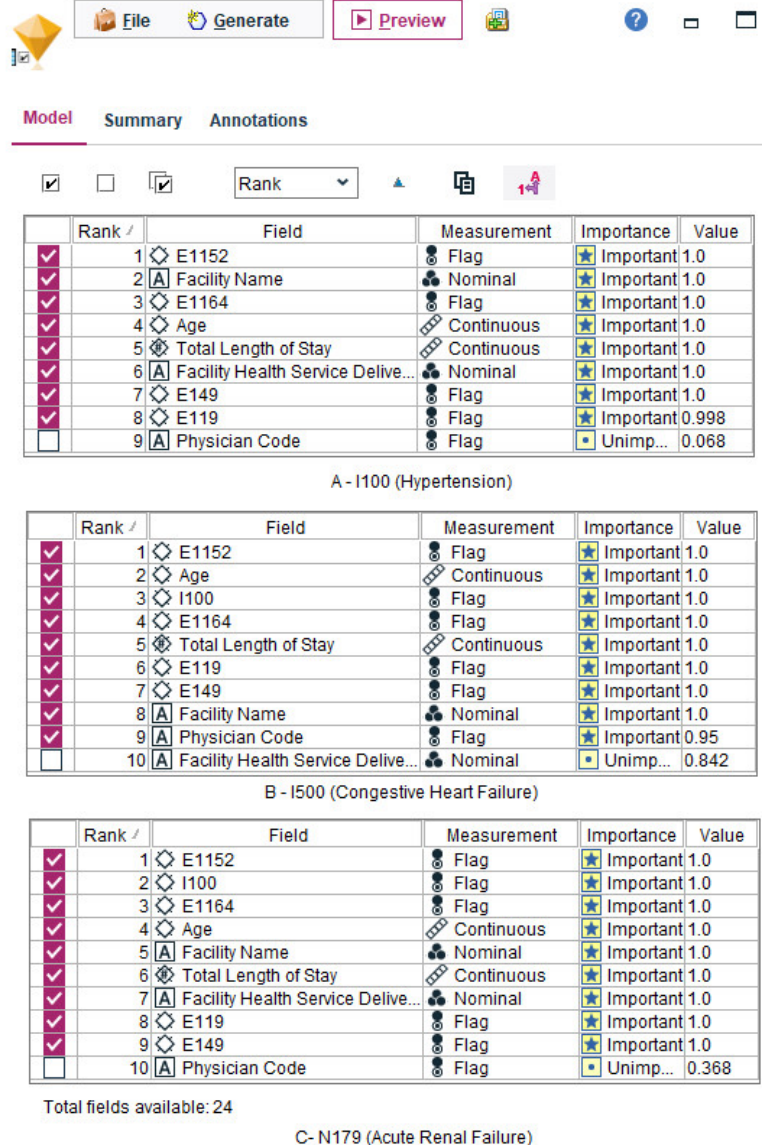 File Generate Preview
Model Summary Annotations
Rank
Rank Field Measurement Importance Value
1 E1152 Flag Important 1.0
2 A Facility Name Nominal Important 1.0
3 E1164 Flag Important 1.0
4 Age Continuous Important 1.0
5 Total Length of Stay Continuous Important 1.0
6 A Facility Health Service Delive... Nominal Important 1.0
7 E149 Flag Important 1.0
8 E119 Flag Important 0.998
9 A Physician Code Flag Unimp... 0.068
A - I100 (Hypertension)
Rank Field Measurement Importance Value
1 E1152 Flag Important 1.0
2 Age Continuous Important 1.0
3 I100 Flag Important 1.0
4 E1164 Flag Important 1.0
5 Total Length of Stay Continuous Important 1.0
6 E119 Flag Important 1.0
7 E149 Flag Important 1.0
8 A Facility Name Nominal Important 1.0
9 A Physician Code Flag Important 0.95
10 A Facility Health Service Delive... Nominal Unimp... 0.842
B - I500 (Congestive Heart Failure)
Rank Field Measurement Importance Value
1 E1152 Flag Important 1.0
2 I100 Flag Important 1.0
3 E1164 Flag Important 1.0
4 Age Continuous Important 1.0
5 A Facility Name Nominal Important 1.0
6 Total Length of Stay Continuous Important 1.0
7 A Facility Health Service Delive... Nominal Important 1.0
8 E119 Flag Important 1.0
9 E149 Flag Important 1.0
10 A Physician Code Flag Unimp... 0.368
Total fields available: 24
C- N179 (Acute Renal Failure)